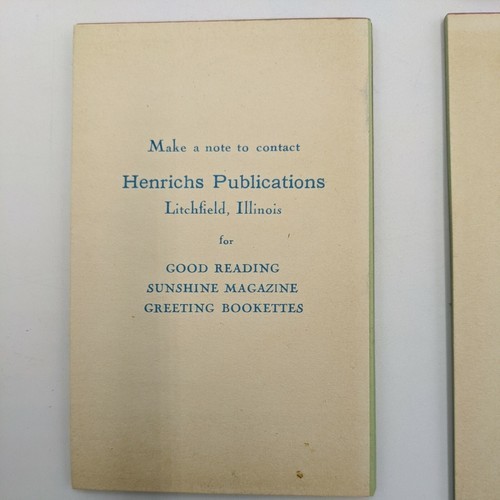 Make a note to contact
Henrichs Publications
Litchfield, Illinois
for
GOOD READING
SUNSHINE MAGAZINE
GREETING BOOKETTES